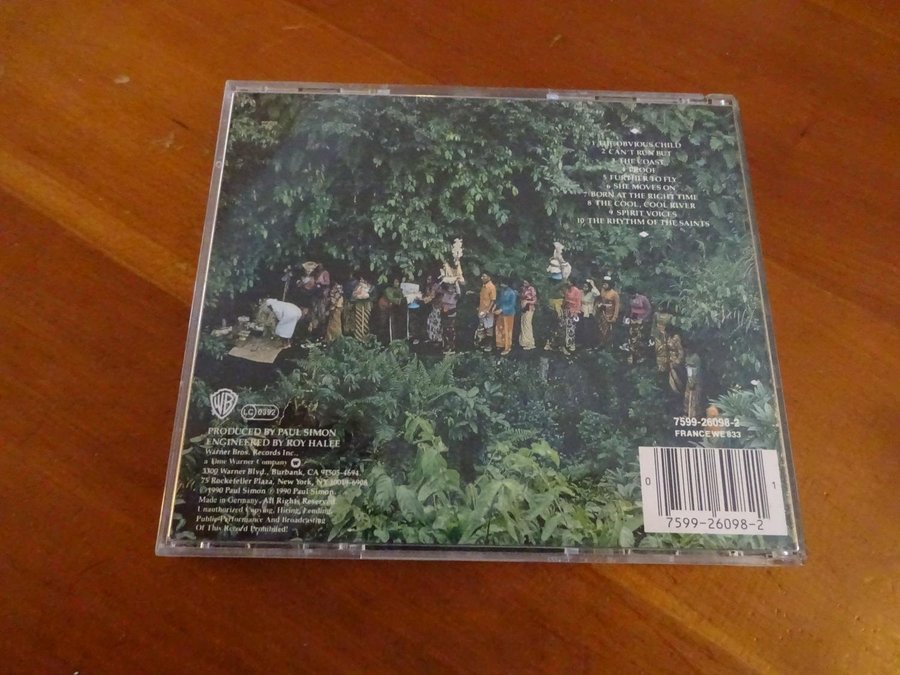 1 THE OBVIOUS CHILD
2 CAN'T RUN BUT
3 THE COAST
4 PROOF
5 FURTHER TO FLY
6 SHE MOVES ON
7 BORN AT THE RIGHT TIME
8 THE COOL, COOL RIVER
9 SPIRIT VOICES
10 THE RHYTHM OF THE SAINTS
WB
LC 0392
PRODUCED BY PAUL SIMON
ENGINEERED BY ROY HALEE
Warner Bros. Records Inc.,
a Time Warner Company
3300 Warner Blvd., Burbank, CA 91505-4694
75 Rockefeller Plaza, New York, NY 10019-6908
© 1990 Paul Simon ℗ 1990 Paul Simon
Made in Germany. All Rights Reserved
Unauthorized Copying, Hiring, Lending,
Public Performance And Broadcasting
Of This Record Prohibited!
7599-26098-2
FRANCE WE 833
0 1
7599-26098-2